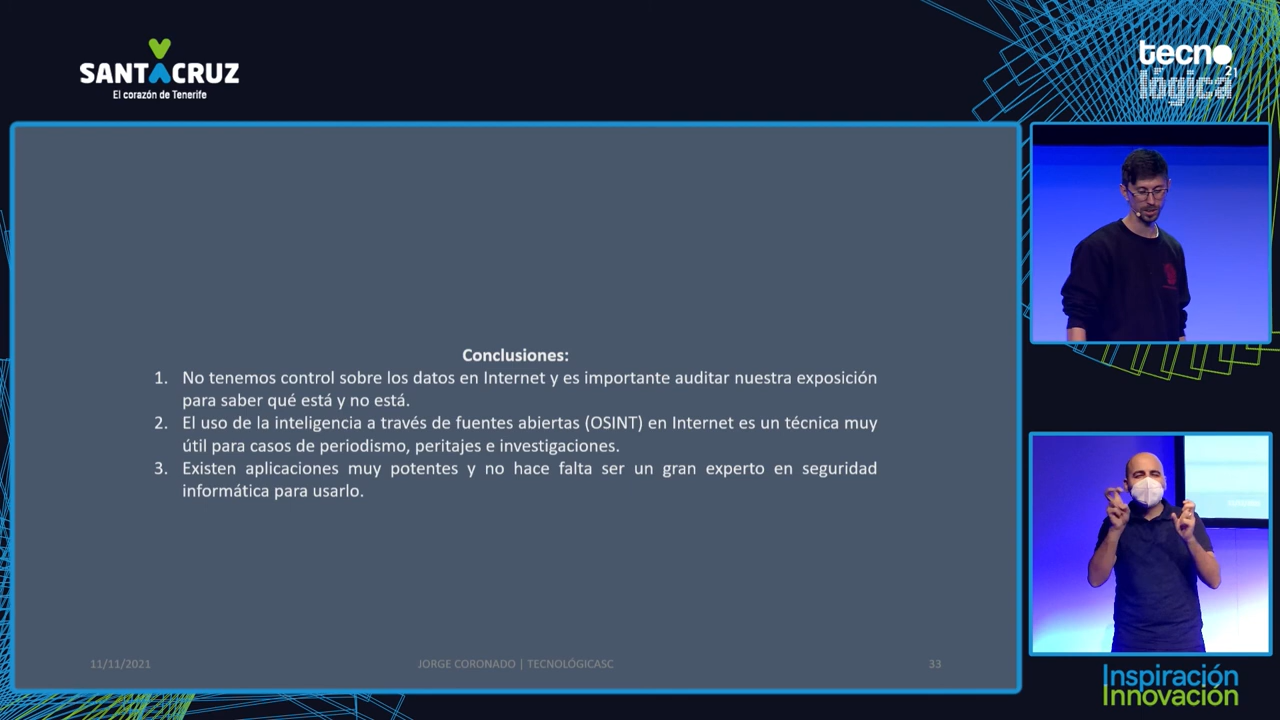 SANTACRUZ
El corazón de Tenerife
tecno
lógica
21
Conclusiones:
1. No tenemos control sobre los datos en Internet y es importante auditar nuestra exposición
para saber qué está y no está.
2. El uso de la inteligencia a través de fuentes abiertas (OSINT) en Internet es un técnica muy
útil para casos de periodismo, peritajes e investigaciones.
3. Existen aplicaciones muy potentes y no hace falta ser un gran experto en seguridad
informática para usarlo.
11/11/2021
JORGE CORONADO | TECNOLÓGICASC
33
Inspiración
Innovación